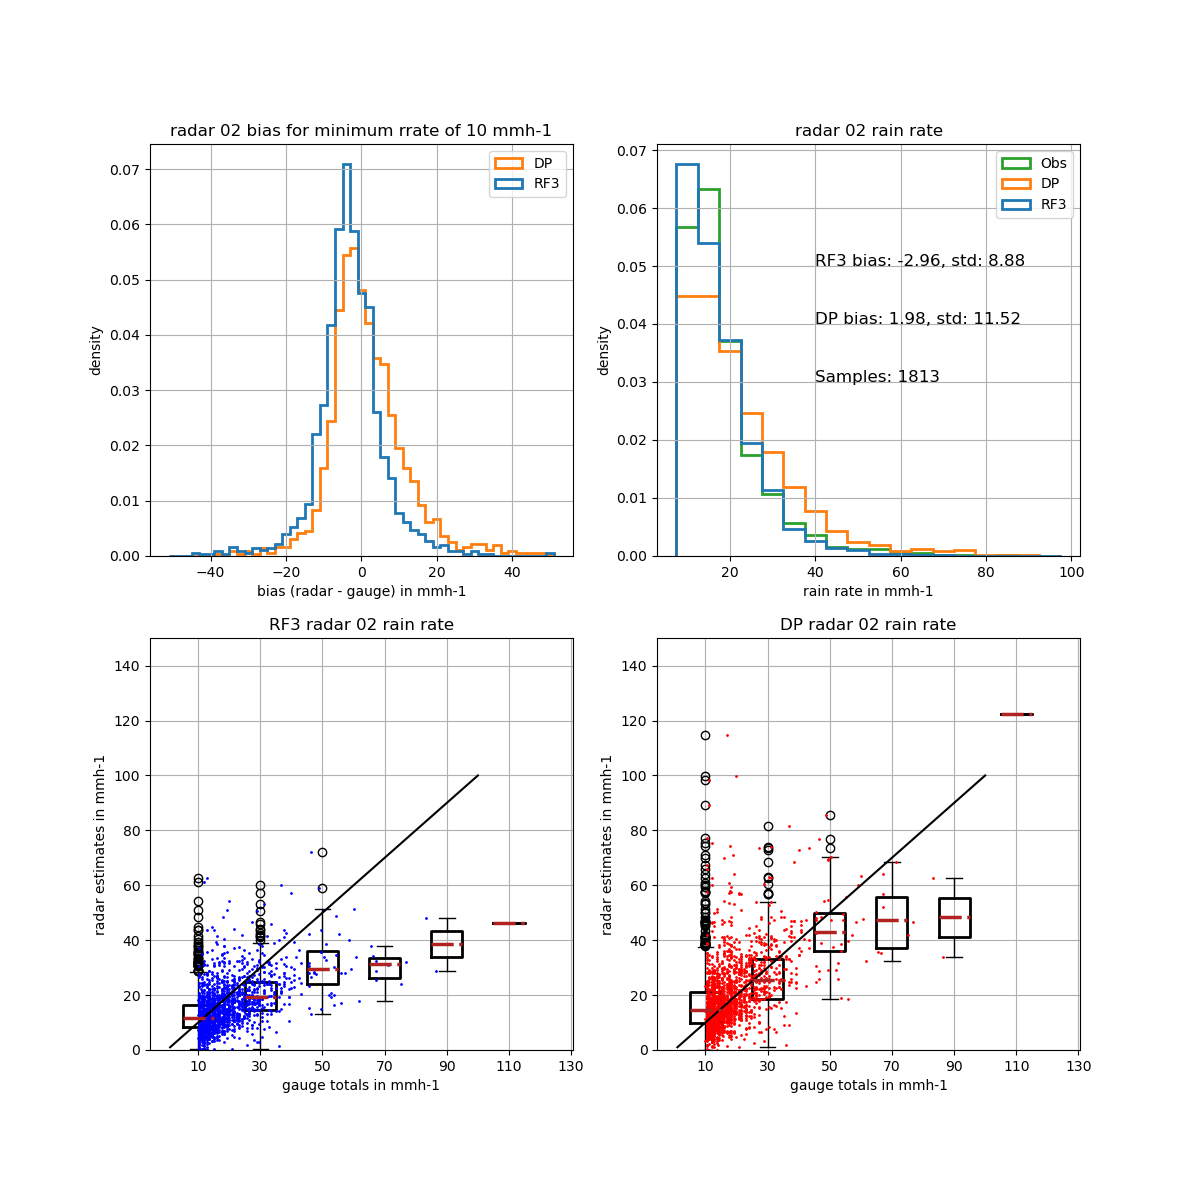 radar 02 bias for minimum rrate of 10 mmh-1
DP
RF3
0.07
0.06
0.05
0.04
0.03
0.02
0.01
0.00
density
−40
−20
0
20
40
bias (radar - gauge) in mmh-1
radar 02 rain rate
Obs
DP
RF3
RF3 bias: -2.96, std: 8.88
DP bias: 1.98, std: 11.52
Samples: 1813
0.07
0.06
0.05
0.04
0.03
0.02
0.01
0.00
density
20
40
60
80
100
rain rate in mmh-1
RF3 radar 02 rain rate
140
120
100
80
60
40
20
0
radar estimates in mmh-1
10
30
50
70
90
110
130
gauge totals in mmh-1
DP radar 02 rain rate
140
120
100
80
60
40
20
0
radar estimates in mmh-1
10
30
50
70
90
110
130
gauge totals in mmh-1